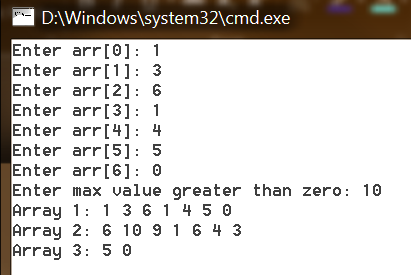 D:\Windows\system32\cmd.exe
Enter arr[0]: 1
Enter arr[1]: 3
Enter arr[2]: 6
Enter arr[3]: 1
Enter arr[4]: 4
Enter arr[5]: 5
Enter arr[6]: 0
Enter max value greater than zero: 10
Array 1: 1 3 6 1 4 5 0
Array 2: 6 10 9 1 6 4 3
Array 3: 5 0